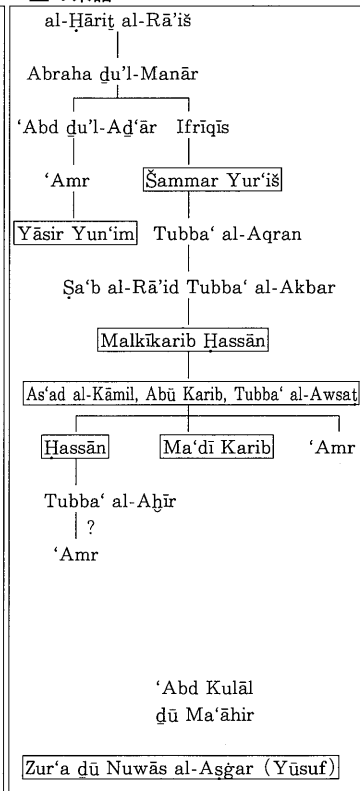 al-Ḥāriṯ al-Rā’iš
Abraha ḏu’l-Manār
‘Abd ḏu’l-Aḏ‘ār Ifrīqīs
‘Amr Šammar Yur‘iš
Yāsir Yun‘im Tubba‘ al-Aqran
Ṣa‘b al-Rā’id Tubba‘ al-Akbar
Malkīkarib Ḥassān
As‘ad al-Kāmil, Abū Karib, Tubba‘ al-Awsaṭ
Ḥassān Ma‘dī Karib ‘Amr
Tubba‘ al-Aḫīr
?
‘Amr
‘Abd Kulāl
ḏū Ma‘āhir
Zur‘a ḏū Nuwās al-Aṣġar (Yūsuf)